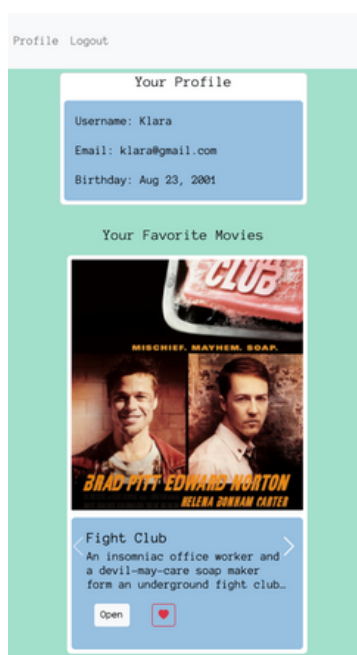 Profile Logout
Your Profile
Username: Klara
Email: klara@gmail.com
Birthday: Aug 23, 2001
Your Favorite Movies
CLUB
MISCHIEF. MAYHEM. SOAP.
BRAD PITT EDWARD NORTON
HELENA BONHAM CARTER
Fight Club
An insomniac office worker and
a devil-may-care soap maker
form an underground fight club…
Open